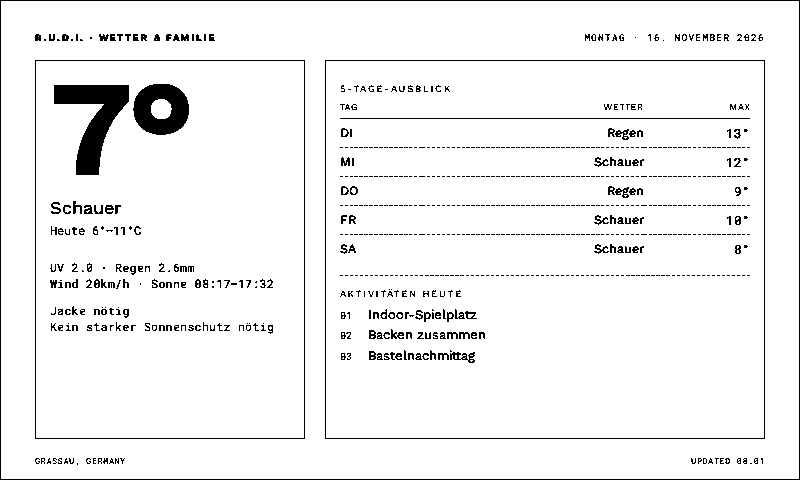 R.U.D.I. · WETTER & FAMILIE
MONTAG · 16. NOVEMBER 2026
7°
Schauer
Heute 6°–11°C
UV 2.0 · Regen 2.6mm
Wind 20km/h · Sonne 08:17–17:32
Jacke nötig
Kein starker Sonnenschutz nötig
5-TAGE-AUSBLICK
TAG WETTER MAX
DI Regen 13°
MI Schauer 12°
DO Regen 9°
FR Schauer 10°
SA Schauer 8°
AKTIVITÄTEN HEUTE
01 Indoor-Spielplatz
02 Backen zusammen
03 Bastelnachmittag
GRASSAU, GERMANY
UPDATED 08.01